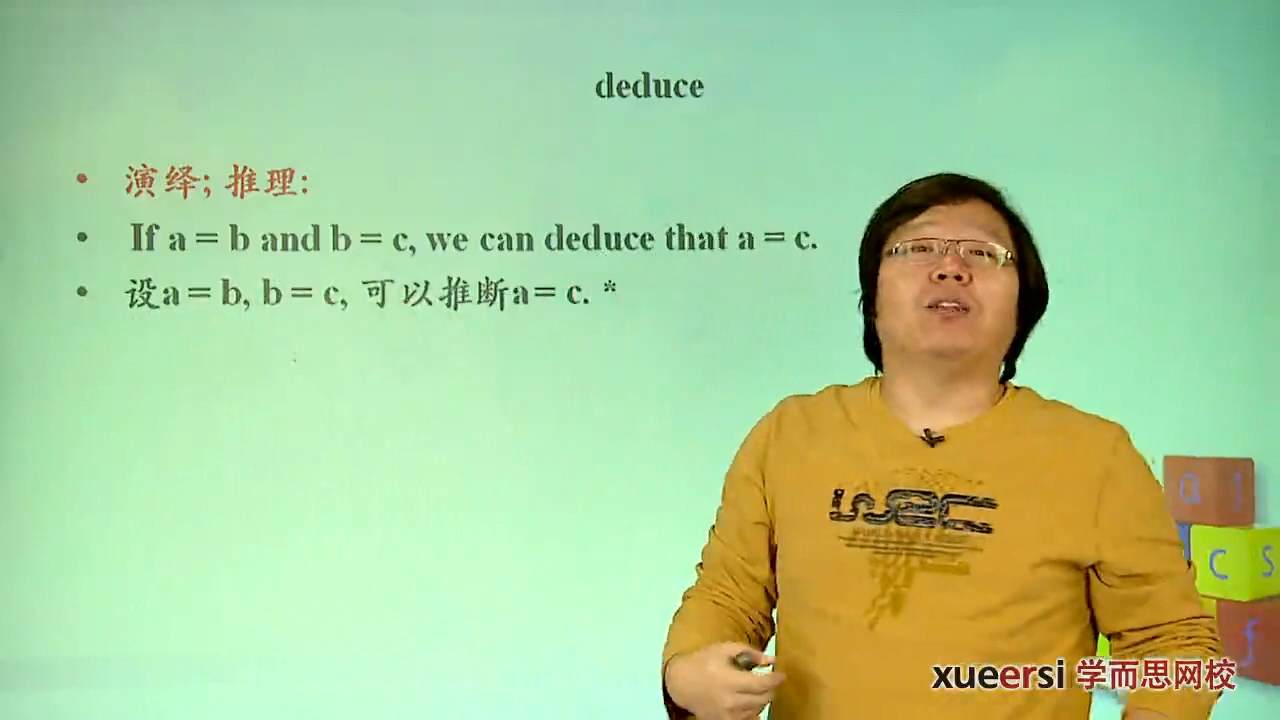 deduce
• 演绎; 推理:
• If a = b and b = c, we can deduce that a = c.
• 设a = b, b = c, 可以推断a = c. *
wrc
a
c s
f
xueersi 学而思网校